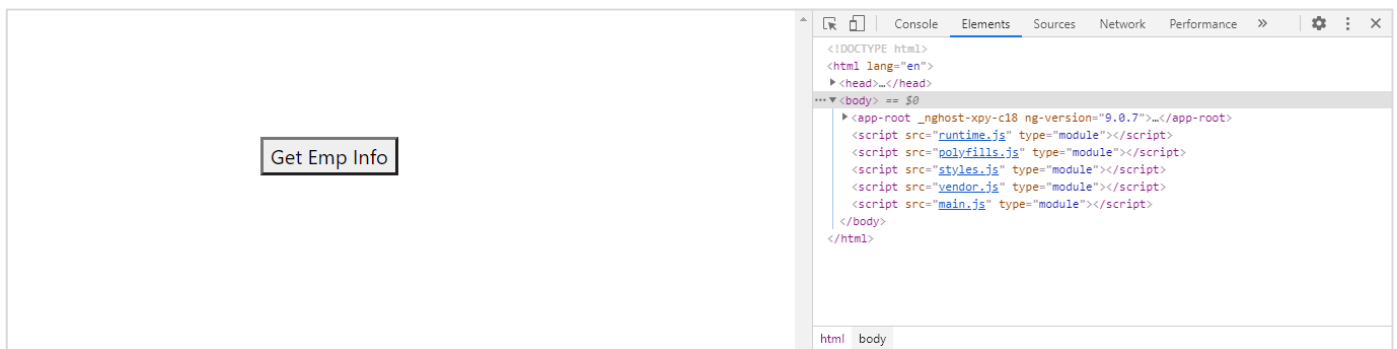 Get Emp Info
Console Elements Sources Network Performance »
<!DOCTYPE html>
<html lang="en">
<head>…</head>
<body> == $0
<app-root _nghost-xpy-c18 ng-version="9.0.7">…</app-root>
<script src="runtime.js" type="module"></script>
<script src="polyfills.js" type="module"></script>
<script src="styles.js" type="module"></script>
<script src="vendor.js" type="module"></script>
<script src="main.js" type="module"></script>
</body>
</html>
html body